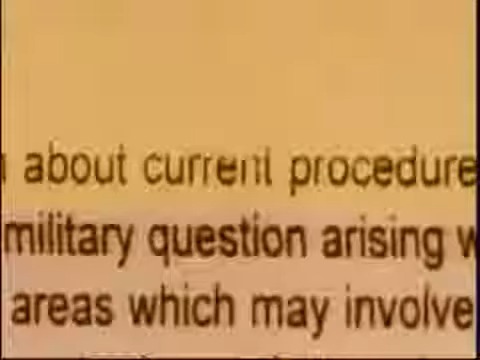 about current procedure
military question arising
areas which may involve